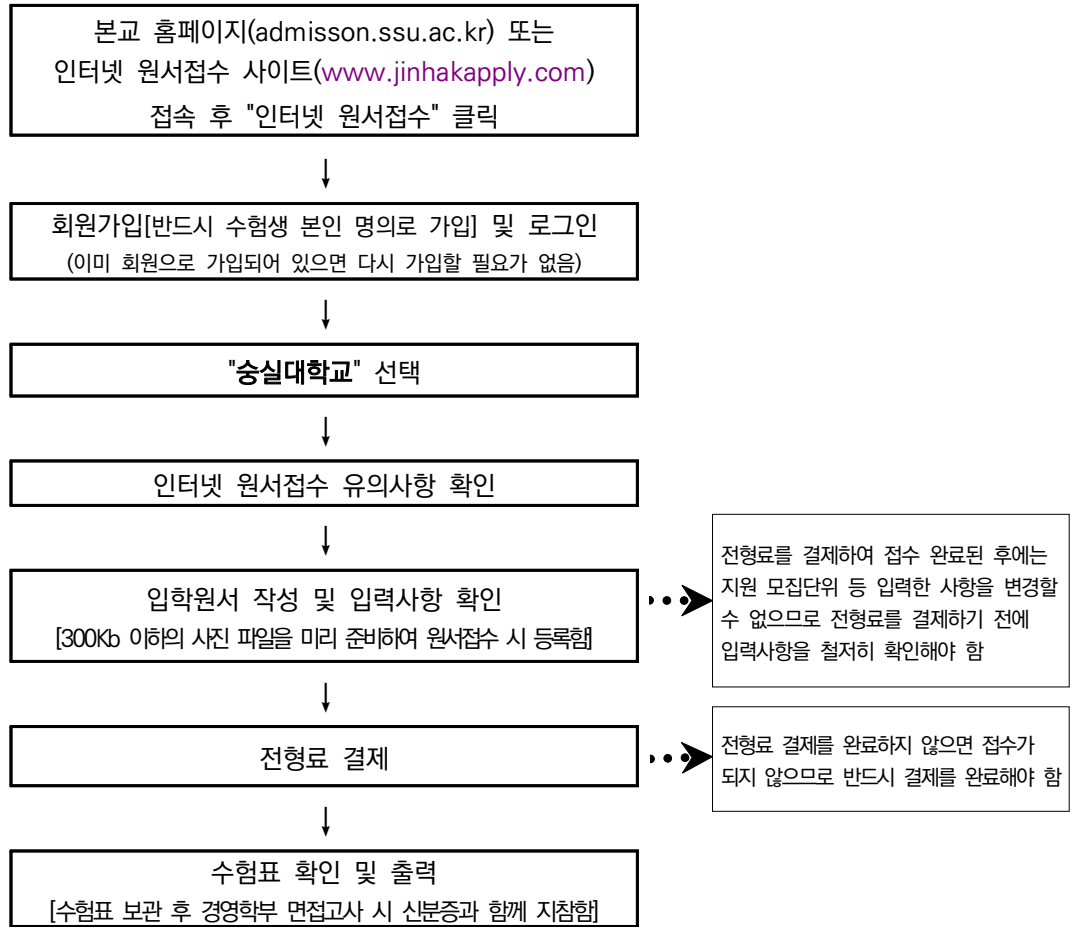 본교 홈페이지(admisson.ssu.ac.kr) 또는
인터넷 원서접수 사이트(www.jinhakapply.com)
접속 후 "인터넷 원서접수" 클릭
↓
회원가입[반드시 수험생 본인 명의로 가입] 및 로그인
(이미 회원으로 가입되어 있으면 다시 가입할 필요가 없음)
↓
"숭실대학교" 선택
↓
인터넷 원서접수 유의사항 확인
↓
입학원서 작성 및 입력사항 확인
[300Kb 이하의 사진 파일을 미리 준비하여 원서접수 시 등록함]
전형료를 결제하여 접수 완료된 후에는
지원 모집단위 등 입력한 사항을 변경할
수 없으므로 전형료를 결제하기 전에
입력사항을 철저히 확인해야 함
↓
전형료 결제
전형료 결제를 완료하지 않으면 접수가
되지 않으므로 반드시 결제를 완료해야 함
↓
수험표 확인 및 출력
[수험표 보관 후 경영학부 면접고사 시 신분증과 함께 지참함]